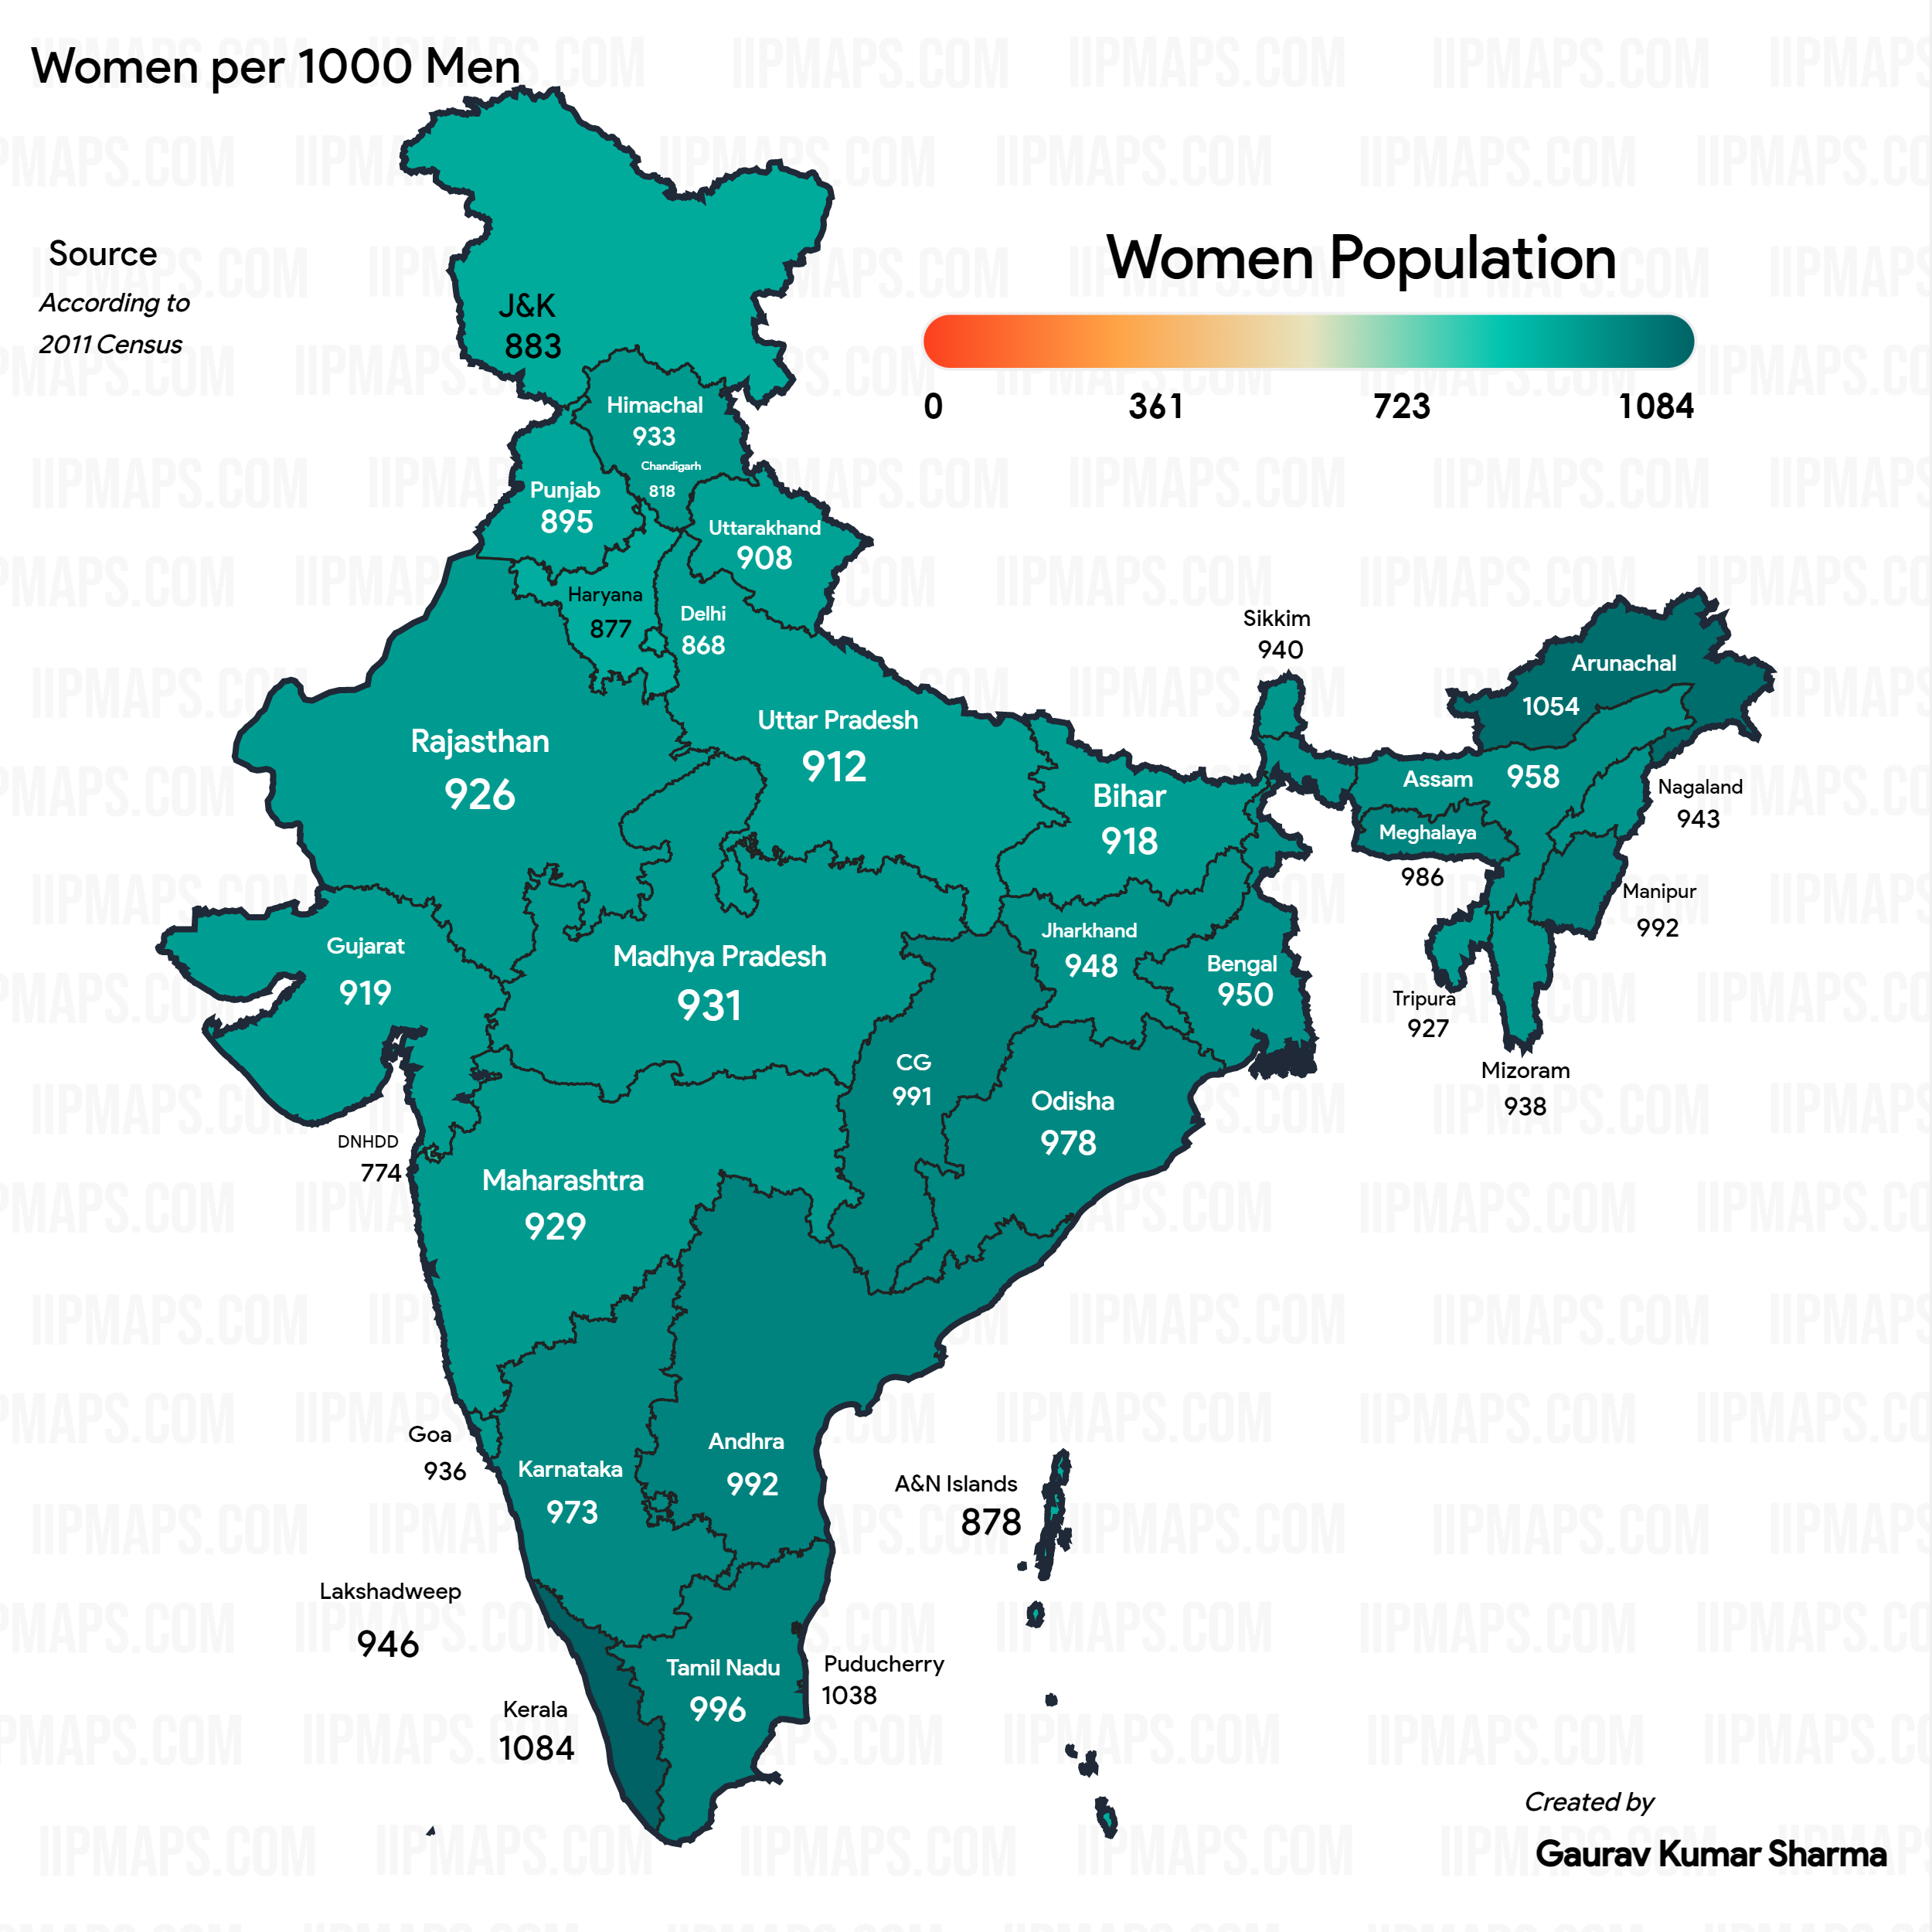 Women per 1000 Men
Source
According to
2011 Census
Women Population
0 361 723 1084
J&K
883
Himachal
933
Chandigarh
818
Punjab
895
Uttarakhand
908
Haryana
877
Delhi
868
Rajasthan
926
Uttar Pradesh
912
Bihar
918
Sikkim
940
Arunachal
1054
Assam 958
Nagaland
943
Meghalaya
986
Manipur
992
Tripura
927
Mizoram
938
Gujarat
919
Madhya Pradesh
931
Jharkhand
948
Bengal
950
CG
991
Odisha
978
DNHDD
774
Maharashtra
929
Goa
936
Karnataka
973
Andhra
992
A&N Islands
878
Lakshadweep
946
Kerala
1084
Tamil Nadu
996
Puducherry
1038
Created by
Gaurav Kumar Sharma
IIPMAPS.COM